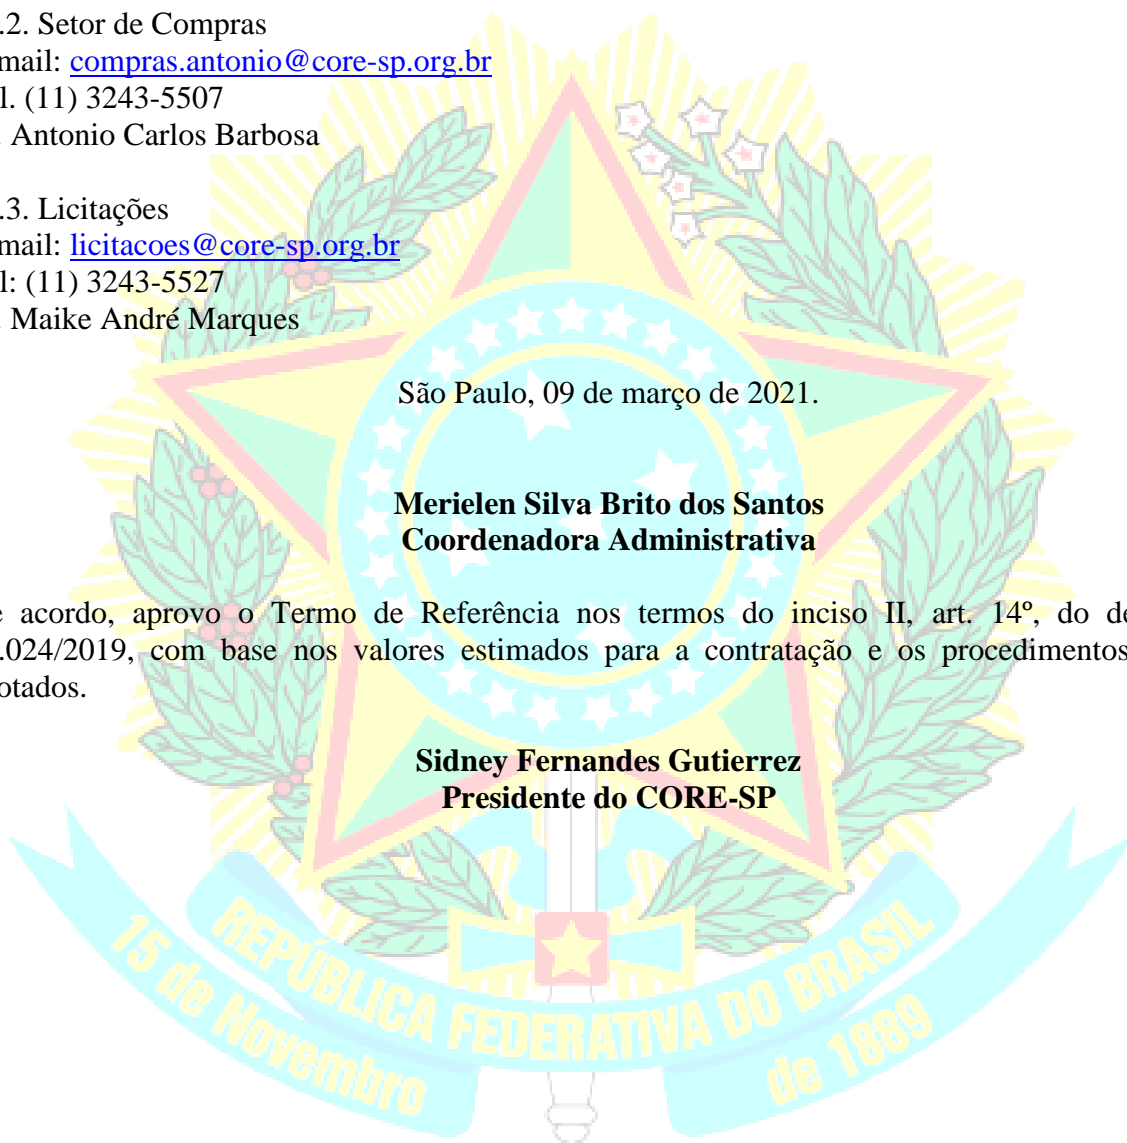 .2. Setor de Compras
mail: compras.antonio@core-sp.org.br
l. (11) 3243-5507
. Antonio Carlos Barbosa
.3. Licitações
mail: licitacoes@core-sp.org.br
l: (11) 3243-5527
. Maike André Marques
São Paulo, 09 de março de 2021.
Merielen Silva Brito dos Santos
Coordenadora Administrativa
e acordo, aprovo o Termo de Referência nos termos do inciso II, art. 14º, do de
.024/2019, com base nos valores estimados para a contratação e os procedimentos
otados.
Sidney Fernandes Gutierrez
Presidente do CORE-SP
REPÚBLICA FEDERATIVA DO BRASIL
15 de Novembro
de 1889